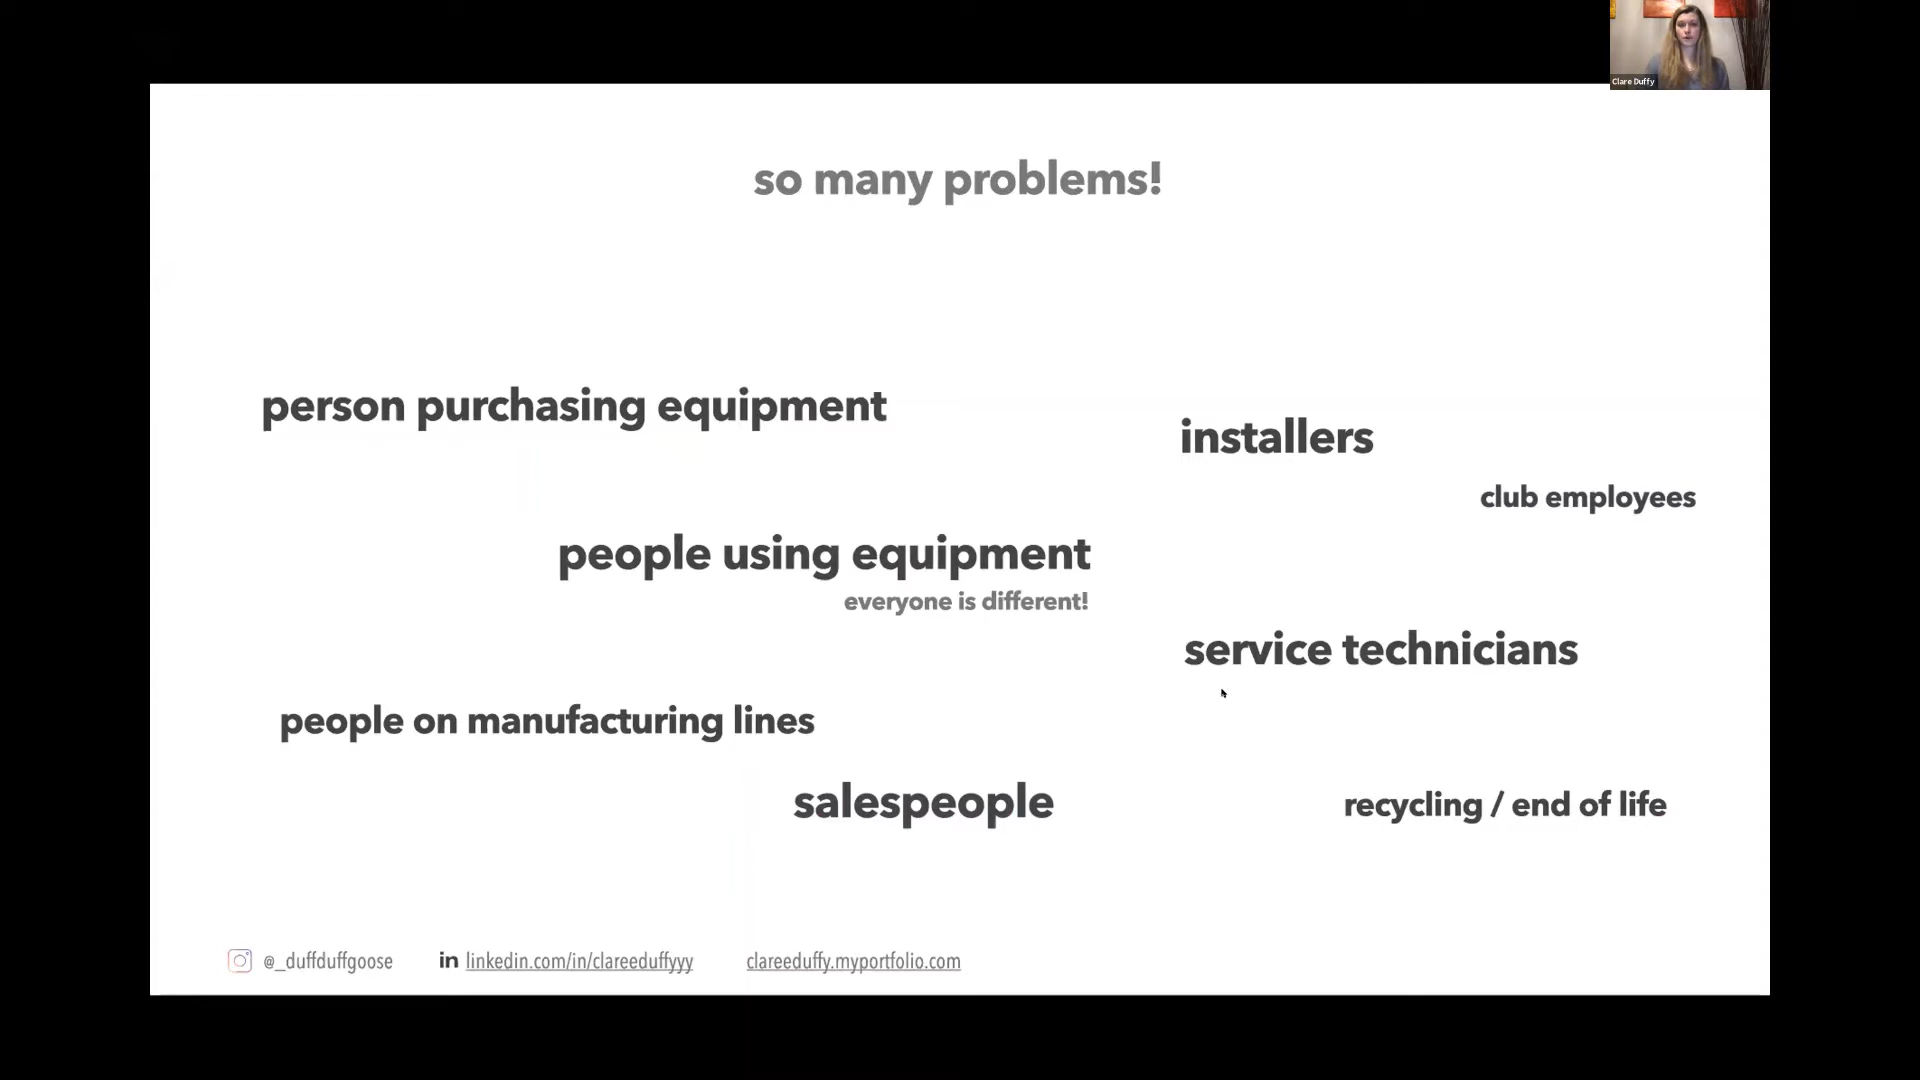 Clare Duffy
so many problems!
person purchasing equipment
installers
club employees
people using equipment
everyone is different!
service technicians
people on manufacturing lines
salespeople
recycling / end of life
@_duffduffgoose
in linkedin.com/in/clareeduffyyy
clareeduffy.myportfolio.com